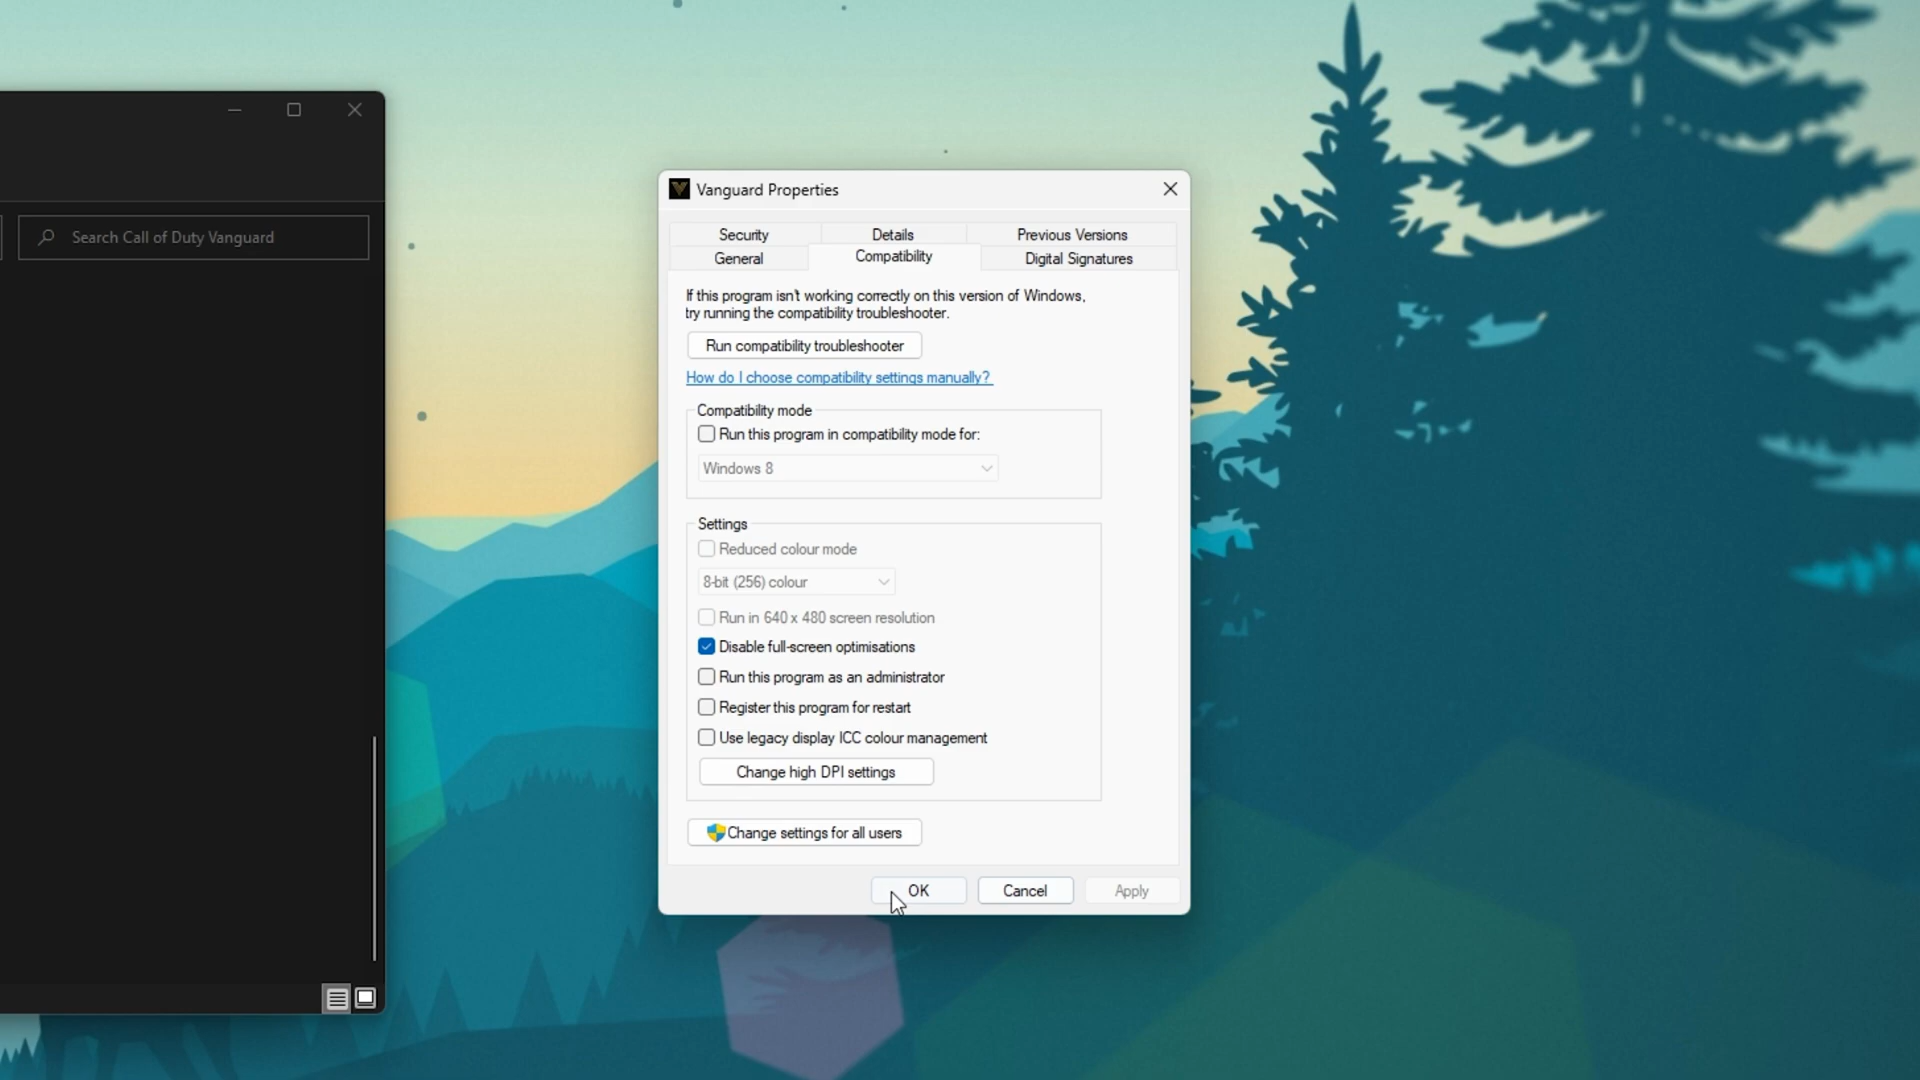 Search Call of Duty Vanguard
Vanguard Properties
Security
Details
Previous Versions
General
Compatibility
Digital Signatures
If this program isn't working correctly on this version of Windows,
try running the compatibility troubleshooter.
Run compatibility troubleshooter
How do I choose compatibility settings manually?
Compatibility mode
Run this program in compatibility mode for:
Windows 8
Settings
Reduced colour mode
8-bit (256) colour
Run in 640 x 480 screen resolution
Disable full-screen optimisations
Run this program as an administrator
Register this program for restart
Use legacy display ICC colour management
Change high DPI settings
Change settings for all users
OK
Cancel
Apply